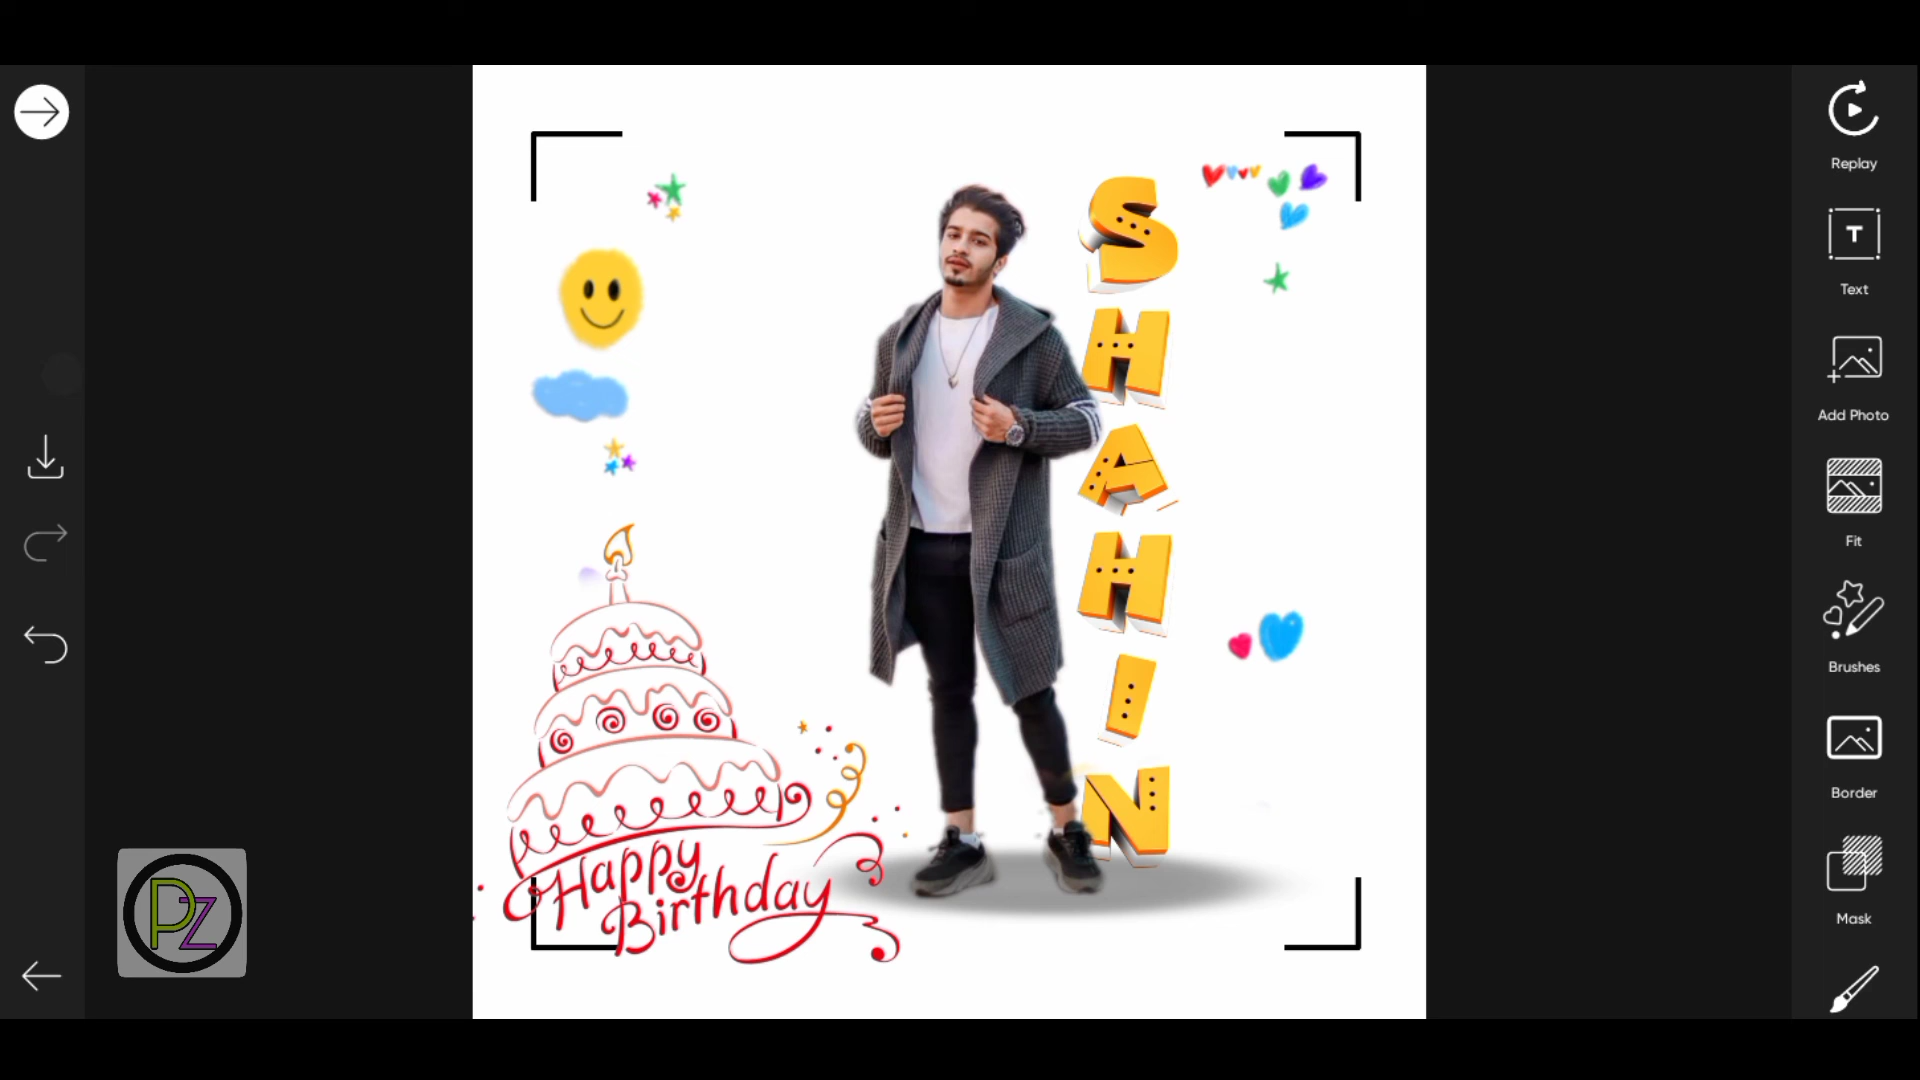 SHAHIN
Happy
Birthday
PZ
Replay
T
Text
Add Photo
Fit
Brushes
Border
Mask